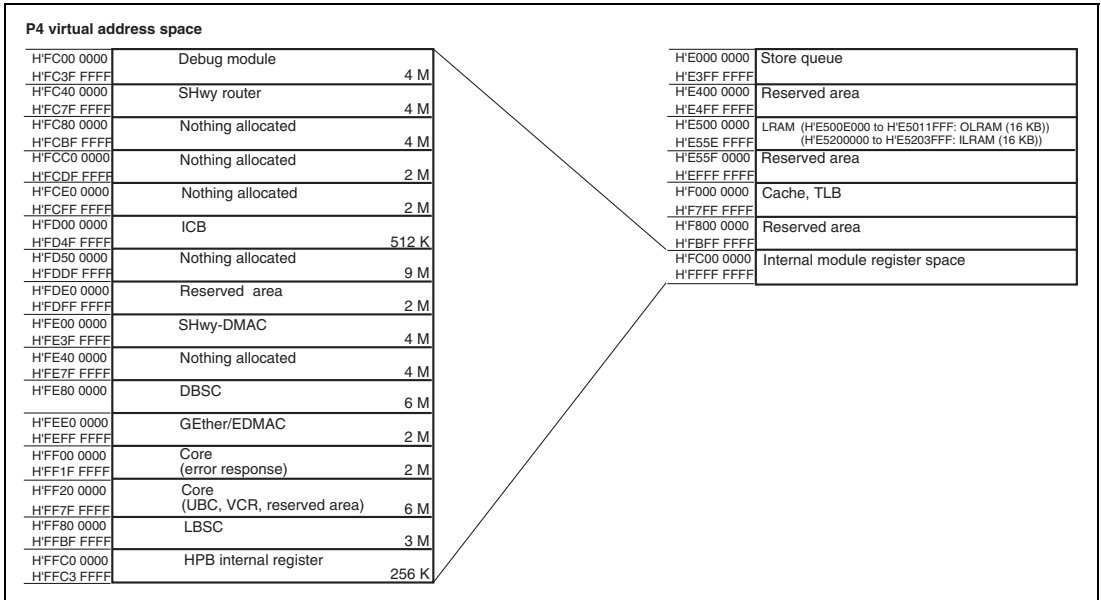 P4 virtual address space
H'FC00 0000 Debug module
H'FC3F FFFF 4 M
H'FC40 0000 SHwy router
H'FC7F FFFF 4 M
H'FC80 0000 Nothing allocated
H'FCBF FFFF 4 M
H'FCC0 0000 Nothing allocated
H'FCDF FFFF 2 M
H'FCE0 0000 Nothing allocated
H'FCFF FFFF 2 M
H'FD00 0000 ICB
H'FD4F FFFF 512 K
H'FD50 0000 Nothing allocated
H'FDDF FFFF 9 M
H'FDE0 0000 Reserved area
H'FDFF FFFF 2 M
H'FE00 0000 SHwy-DMAC
H'FE3F FFFF 4 M
H'FE40 0000 Nothing allocated
H'FE7F FFFF 4 M
H'FE80 0000 DBSC
6 M
H'FEE0 0000 GEther/EDMAC
H'FEFF FFFF 2 M
H'FF00 0000 Core
H'FF1F FFFF (error response) 2 M
H'FF20 0000 Core
(UBC, VCR, reserved area)
H'FF7F FFFF 6 M
H'FF80 0000 LBSC
H'FFBF FFFF 3 M
H'FFC0 0000 HPB internal register
H'FFC3 FFFF 256 K
H'E000 0000 Store queue
H'E3FF FFFF
H'E400 0000 Reserved area
H'E4FF FFFF
H'E500 0000 LRAM (H'E500E000 to H'E5011FFF: OLRAM (16 KB))
H'E55E FFFF (H'E5200000 to H'E5203FFF: ILRAM (16 KB))
H'E55F 0000 Reserved area
H'EFFF FFFF
H'F000 0000 Cache, TLB
H'F7FF FFFF
H'F800 0000 Reserved area
H'FBFF FFFF
H'FC00 0000 Internal module register space
H'FFFF FFFF